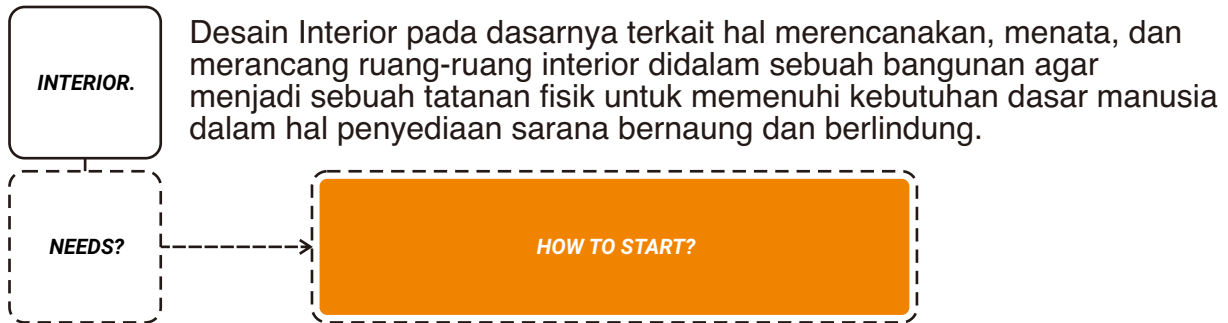 INTERIOR.
Desain Interior pada dasarnya terkait hal merencanakan, menata, dan
merancang ruang-ruang interior didalam sebuah bangunan agar
menjadi sebuah tatanan fisik untuk memenuhi kebutuhan dasar manusia
dalam hal penyediaan sarana bernaung dan berlindung.
NEEDS?
HOW TO START?